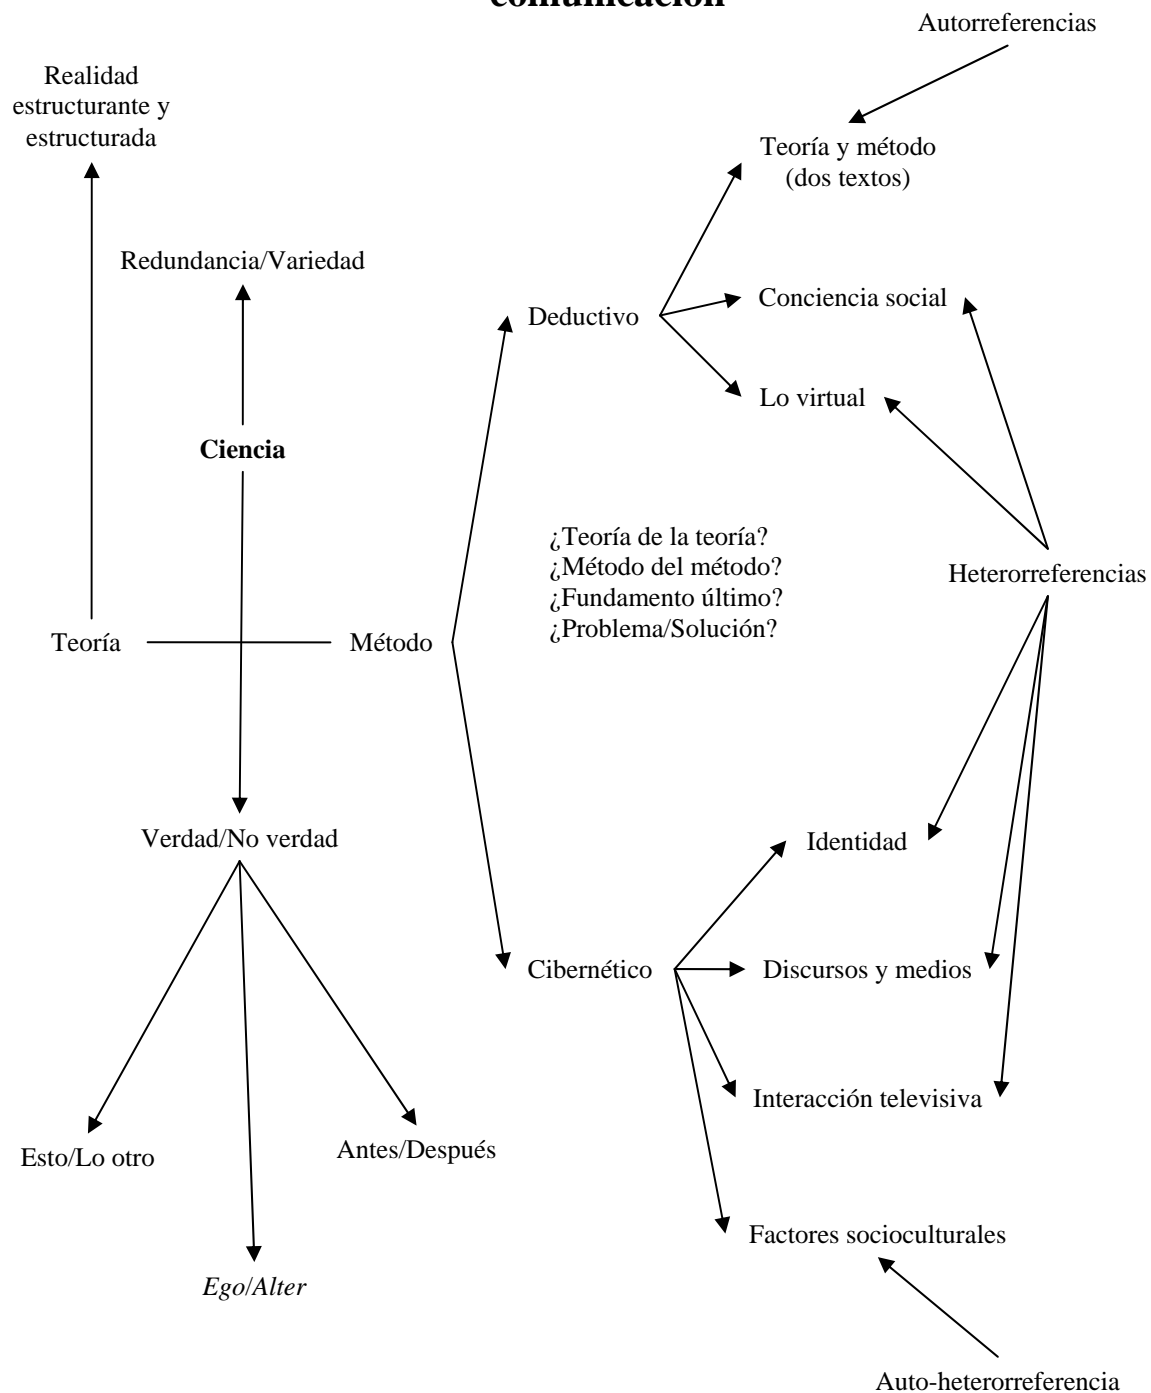 comunicación
Autorreferencias
Realidad
estructurante y
estructurada
Teoría y método
(dos textos)
Redundancia/Variedad
Conciencia social
Deductivo
Lo virtual
Ciencia
¿Teoría de la teoría?
¿Método del método?
¿Fundamento último?
¿Problema/Solución?
Heterorreferencias
Teoría
Método
Verdad/No verdad
Identidad
Cibernético
Discursos y medios
Interacción televisiva
Esto/Lo otro
Antes/Después
Factores socioculturales
Ego/Alter
Auto-heterorreferencia